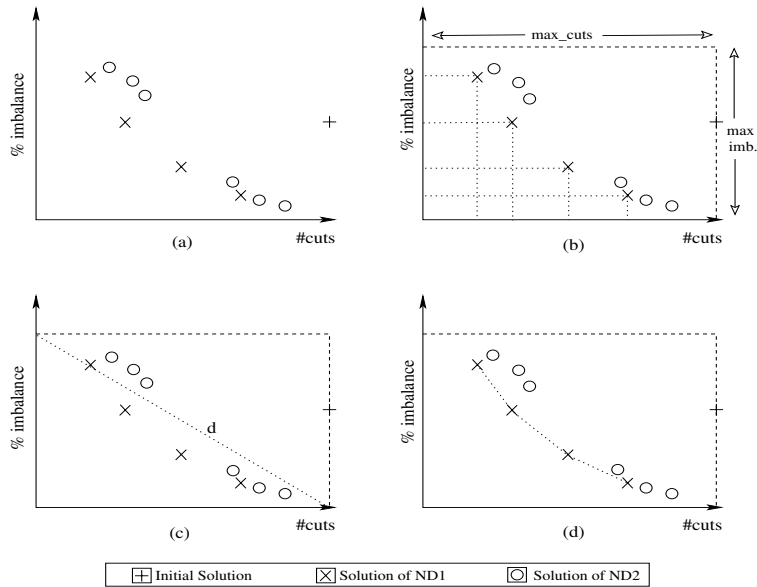 % imbalance
#cuts
(a)
max_cuts
% imbalance
max
imb.
#cuts
(b)
% imbalance
d
#cuts
(c)
% imbalance
#cuts
(d)
Initial Solution
Solution of ND1
Solution of ND2